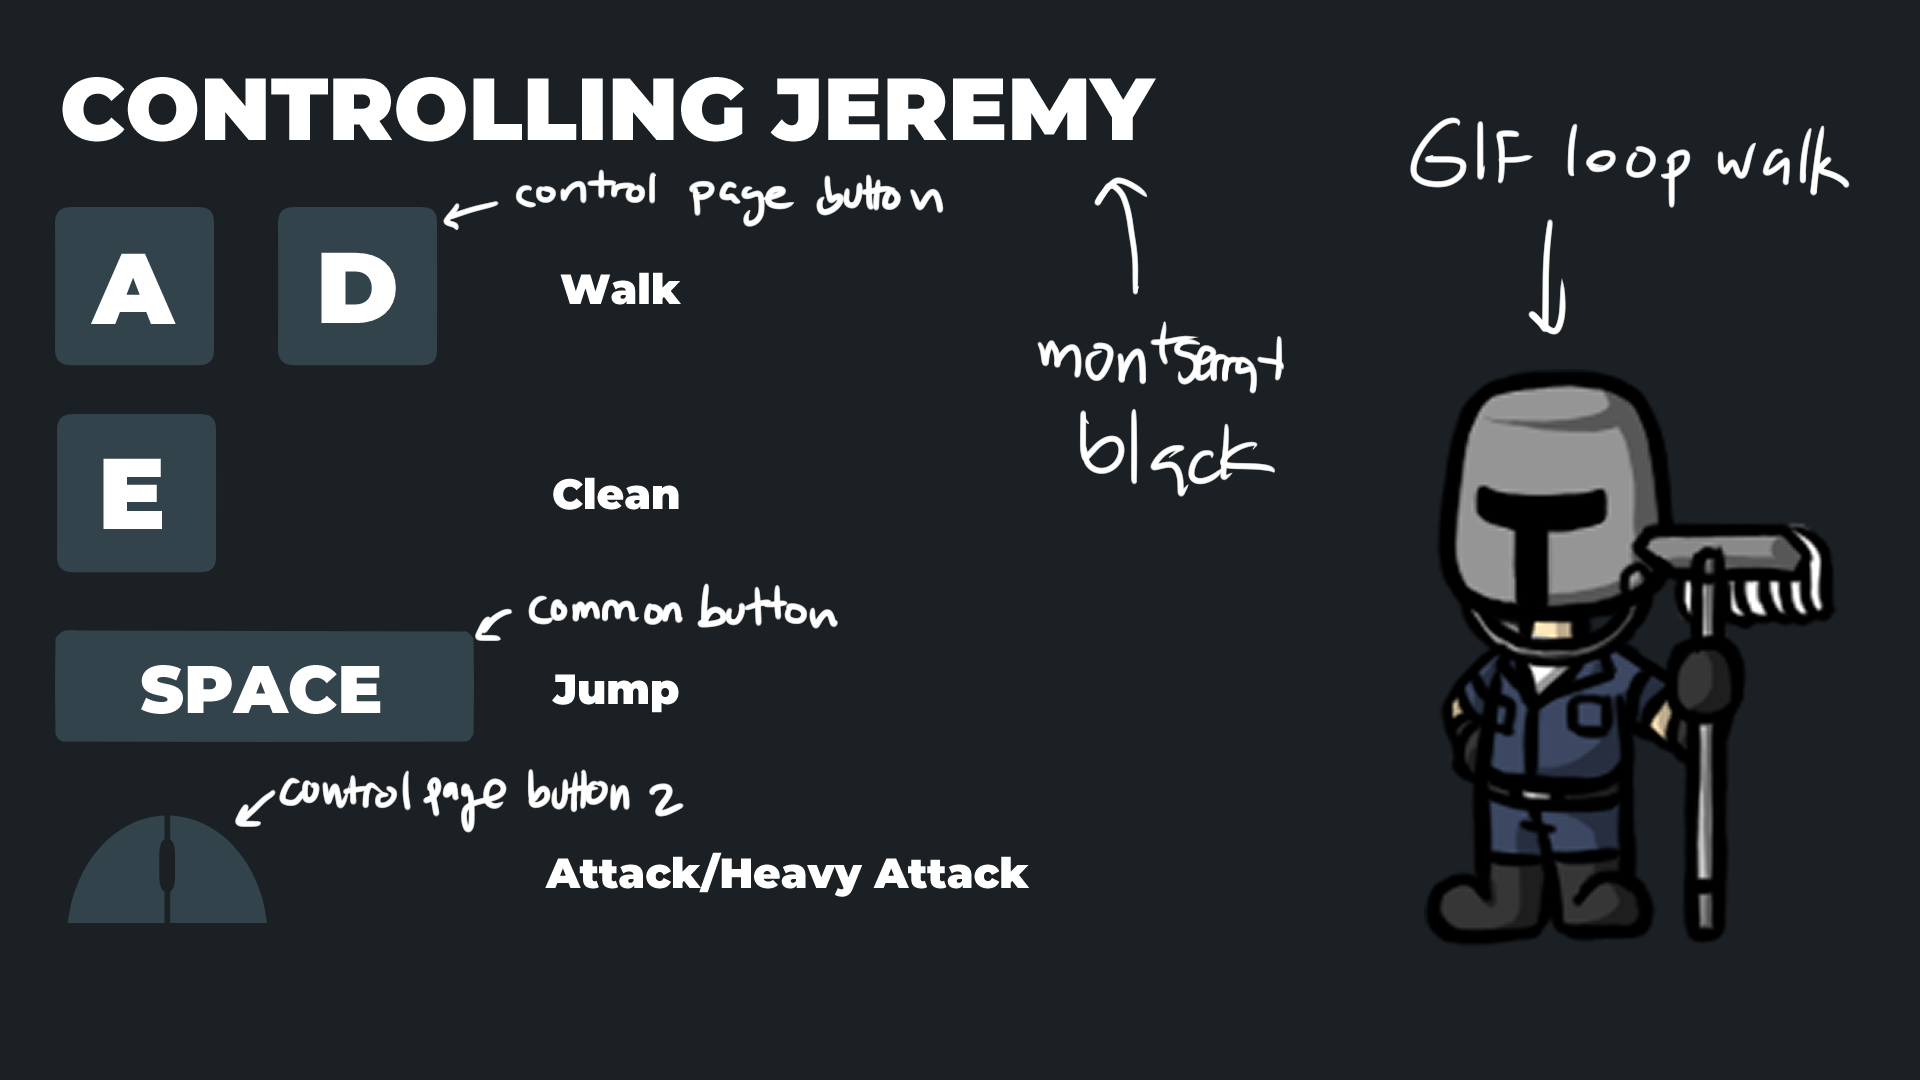 CONTROLLING JEREMY
GIF loop walk
control page button
A D Walk
montserrat
black
E Clean
common button
SPACE Jump
control page button 2
Attack/Heavy Attack